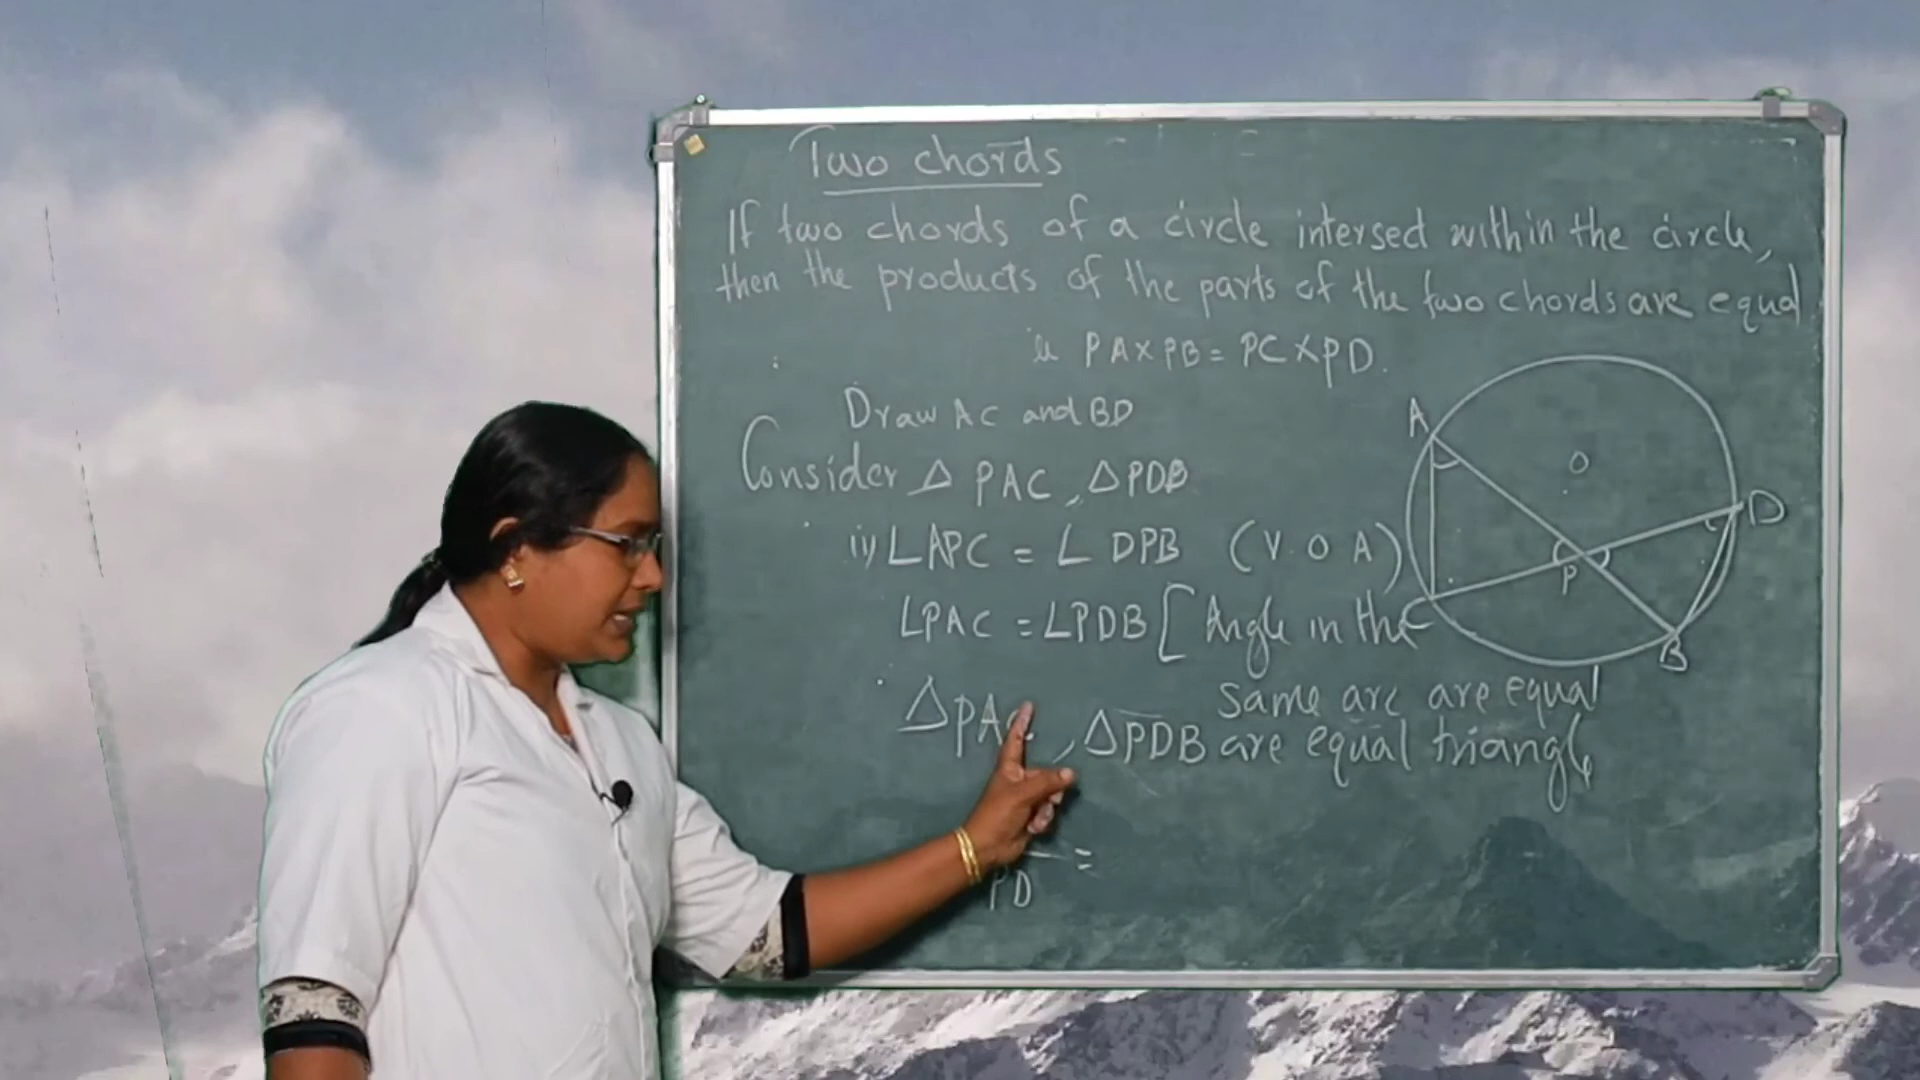 Two chords
If two chords of a circle intersed within the circle,
then the products of the parts of the two chords are equal
ie PA×PB = PC×PD.
Draw AC and BD
Consider △ PAC, △PDB
iy ∠APC = ∠DPB (V.O A)
∠PAC = ∠PDB [Angle in the
same arc are equal
△PAC, △PDB are equal triangle
PD =
A
O
D
P
C
B